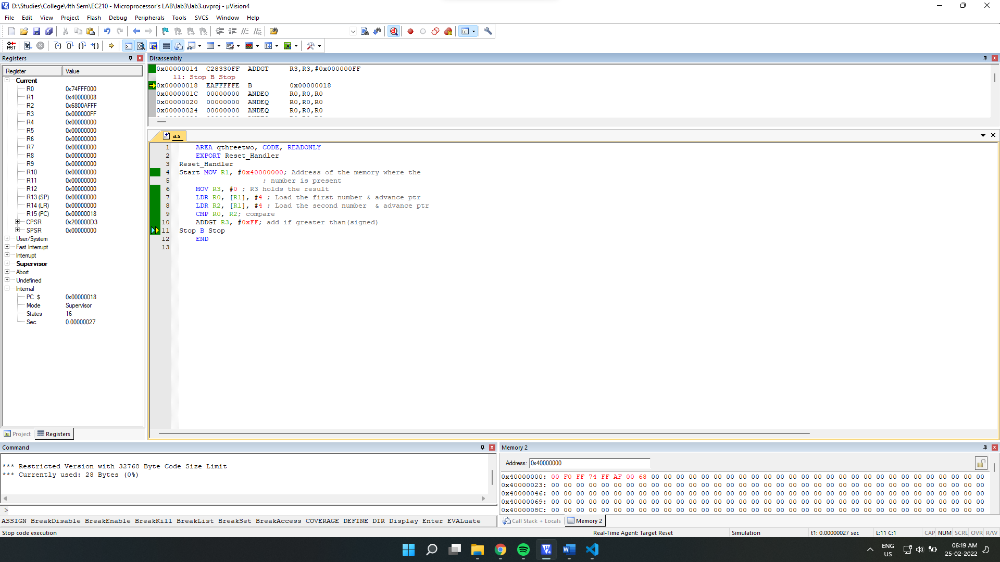 D:\Studies\College\4th Sem\EC210 - Microprocessor's LAB\lab3\lab3.uvproj - µVision4
File Edit View Project Flash Debug Peripherals Tools SVCS Window Help
Registers
Register Value
Current
R0 0x74FFF000
R1 0x40000008
R2 0x6800AFFF
R3 0x000000FF
R4 0x00000000
R5 0x00000000
R6 0x00000000
R7 0x00000000
R8 0x00000000
R9 0x00000000
R10 0x00000000
R11 0x00000000
R12 0x00000000
R13 (SP) 0x00000000
R14 (LR) 0x00000000
R15 (PC) 0x00000018
CPSR 0x200000D3
SPSR 0x00000000
User/System
Fast Interrupt
Interrupt
Supervisor
Abort
Undefined
Internal
PC $ 0x00000018
Mode Supervisor
States 16
Sec 0.00000027
Project Registers
Disassembly
0x00000014 C28330FF ADDGT R3,R3,#0x000000FF
11: Stop B Stop
0x00000018 EAFFFFFE B 0x00000018
0x0000001C 00000000 ANDEQ R0,R0,R0
0x00000020 00000000 ANDEQ R0,R0,R0
0x00000024 00000000 ANDEQ R0,R0,R0
a.s
1 AREA qthreetwo, CODE, READONLY
2 EXPORT Reset_Handler
3 Reset_Handler
4 Start MOV R1, #0x40000000; Address of the memory where the
5 ; number is present
6 MOV R3, #0 ; R3 holds the result
7 LDR R0, [R1], #4 ; Load the first number & advance ptr
8 LDR R2, [R1], #4 ; Load the second number  & advance ptr
9 CMP R0, R2; compare
10 ADDGT R3, #0xFF; add if greater than(signed)
11 Stop B Stop
12 END
13
Command
*** Restricted Version with 32768 Byte Code Size Limit
*** Currently used: 28 Bytes (0%)
>
ASSIGN BreakDisable BreakEnable BreakKill BreakList BreakSet BreakAccess COVERAGE DEFINE DIR Display Enter EVALuate
Memory 2
Address: 0x40000000
0x40000000: 00 F0 FF 74 FF AF 00 68 00 00 00 00 00 00 00 00 00 00 00 00 00 00 00 00 00 00 00 00 00 00 00 00 00 00 00
0x40000023: 00 00 00 00 00 00 00 00 00 00 00 00 00 00 00 00 00 00 00 00 00 00 00 00 00 00 00 00 00 00 00 00 00 00 00
0x40000046: 00 00 00 00 00 00 00 00 00 00 00 00 00 00 00 00 00 00 00 00 00 00 00 00 00 00 00 00 00 00 00 00 00 00 00
0x40000069: 00 00 00 00 00 00 00 00 00 00 00 00 00 00 00 00 00 00 00 00 00 00 00 00 00 00 00 00 00 00 00 00 00 00 00
0x4000008C: 00 00 00 00 00 00 00 00 00 00 00 00 00 00 00 00 00 00 00 00 00 00 00 00 00 00 00 00 00 00 00 00 00 00 00
Call Stack + Locals Memory 2
Stop code execution Real-Time Agent: Target Reset Simulation t1: 0.00000027 sec L:11 C:1 CAP NUM SCRL OVR R/W
ENG
US
06:19 AM
25-02-2022